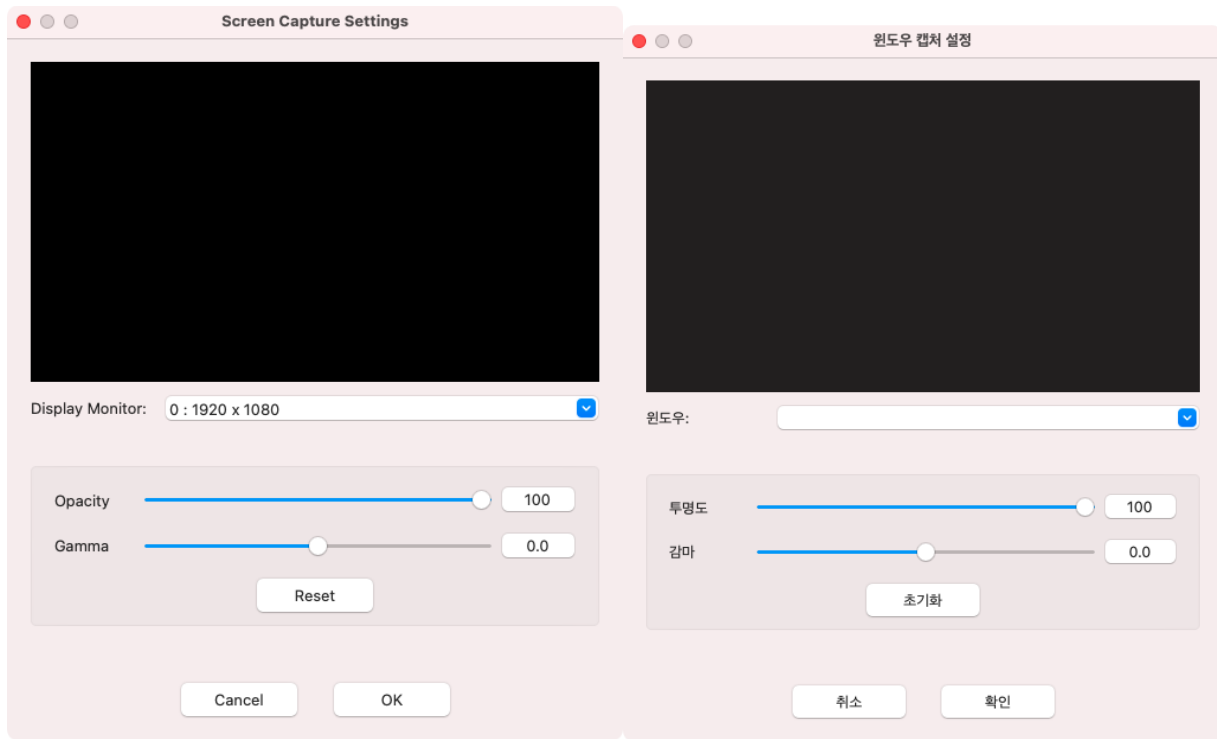 Screen Capture Settings
Display Monitor: 0 : 1920 x 1080
Opacity 100
Gamma 0.0
Reset
Cancel OK
윈도우 캡처 설정
윈도우:
투명도 100
감마 0.0
초기화
취소 확인